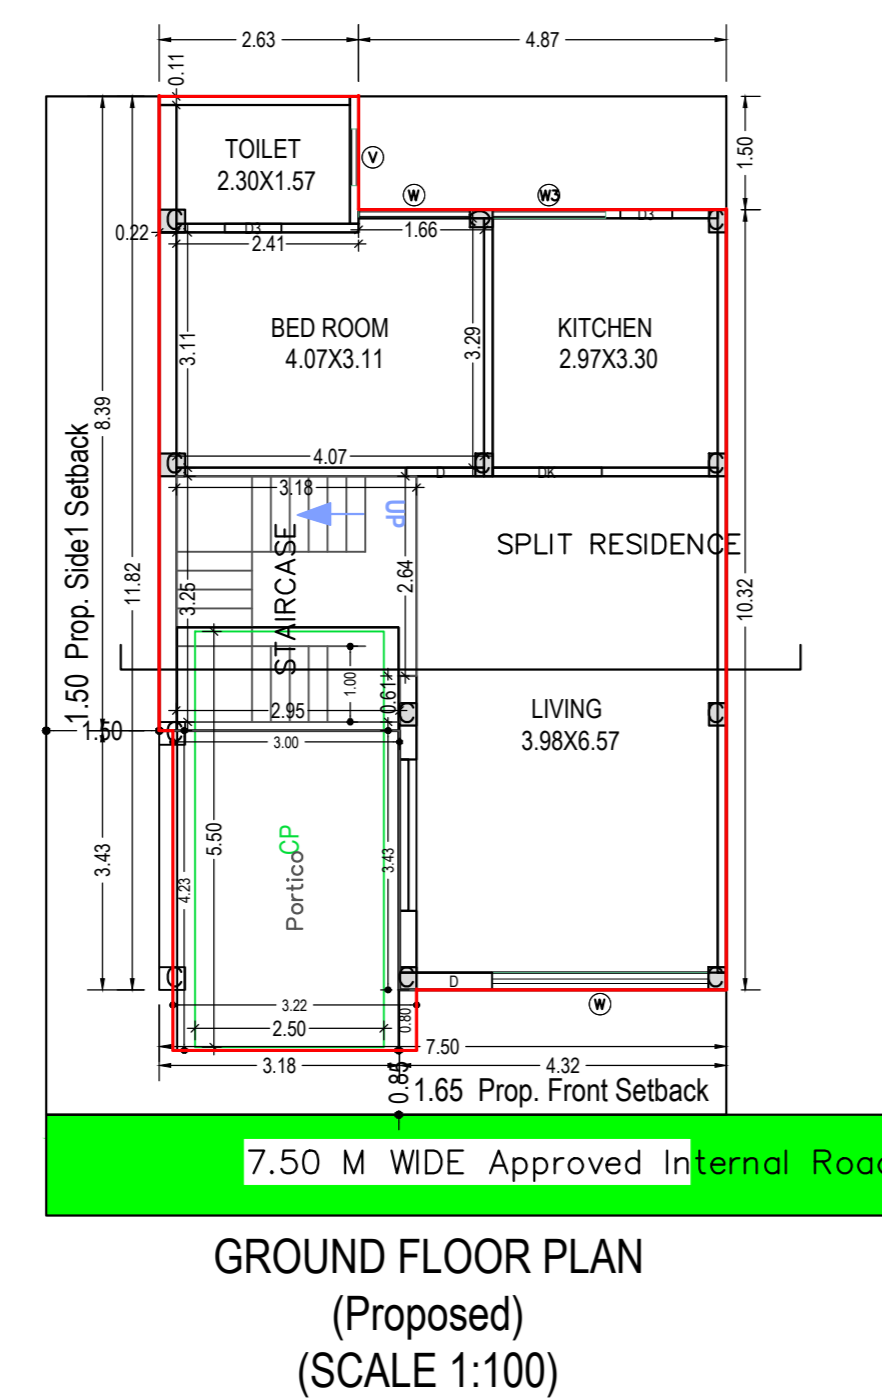 2.63
4.87
0.11
TOILET
2.30X1.57
V
1.50
W
W3
C
C
C
D3
D3
0.22
2.41
1.66
BED ROOM
4.07X3.11
KITCHEN
2.97X3.30
3.11
3.29
8.39
4.07
C
C
C
D
DK
3.18
UP
SPLIT RESIDENCE
STAIRCASE
1.50 Prop. Side1 Setback
11.82
3.25
2.64
10.32
1.00
0.61
2.95
LIVING
3.98X6.57
C
C
1.50
C
3.00
5.50
CP
Portico
3.43
3.43
4.23
C
C
C
D
W
3.22
2.50
0.80
7.50
3.18
4.32
0.85
1.65 Prop. Front Setback
7.50 M WIDE Approved Internal Roa
GROUND FLOOR PLAN
(Proposed)
(SCALE 1:100)